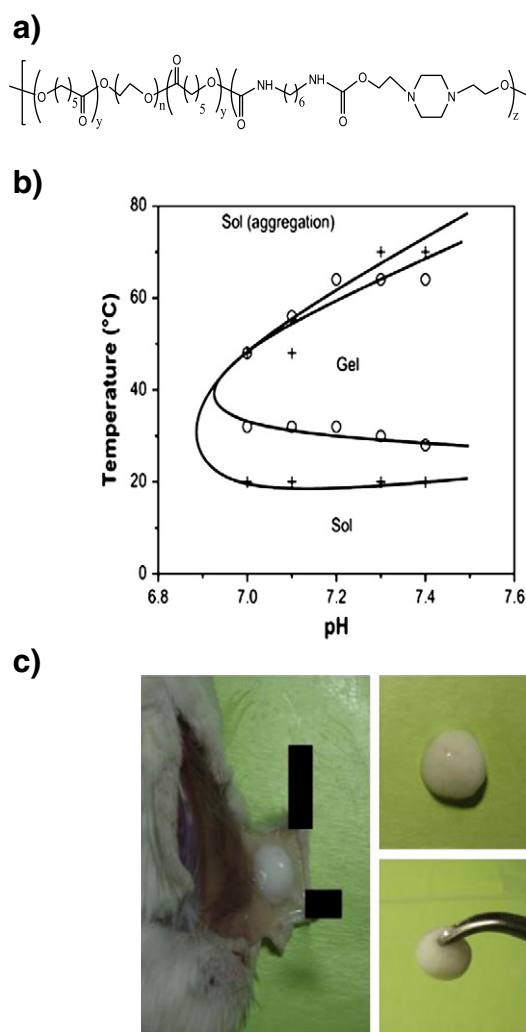 a)
O
5
O
y
O
O
n
O
5
O
y
O
NH
6
NH
O
O
N
N
O
z
b)
80
60
40
20
0
6.8
7.0
7.2
7.4
7.6
Temperature (°C)
pH
Sol (aggregation)
Gel
Sol
c)